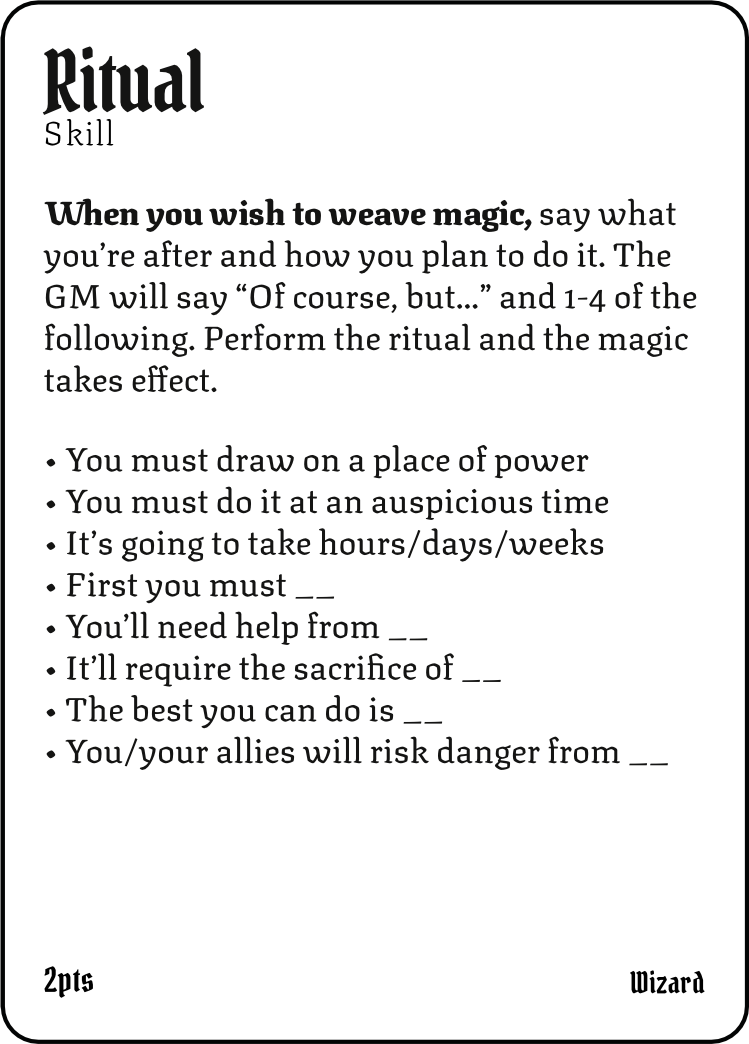 Ritual
Skill
When you wish to weave magic, say what
you’re after and how you plan to do it. The
GM will say “Of course, but...” and 1-4 of the
following. Perform the ritual and the magic
takes effect.
• You must draw on a place of power
• You must do it at an auspicious time
• It’s going to take hours/days/weeks
• First you must __
• You’ll need help from __
• It’ll require the sacrifice of __
• The best you can do is __
• You/your allies will risk danger from __
2pts
Wizard